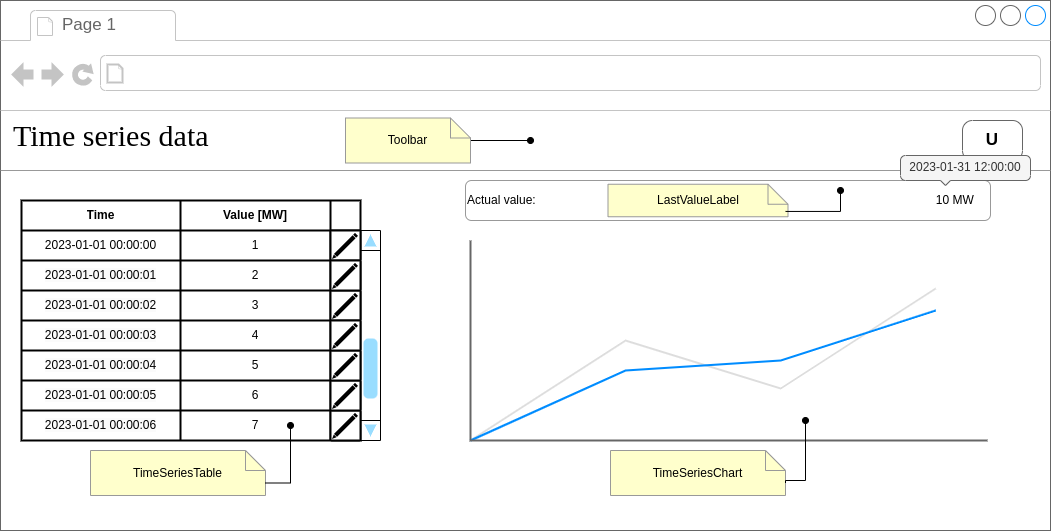 Page 1
Time series data
Toolbar
U
2023-01-31 12:00:00
Actual value:
LastValueLabel
10 MW
Time Value [MW]
2023-01-01 00:00:00 1
2023-01-01 00:00:01 2
2023-01-01 00:00:02 3
2023-01-01 00:00:03 4
2023-01-01 00:00:04 5
2023-01-01 00:00:05 6
2023-01-01 00:00:06 7
TimeSeriesTable
TimeSeriesChart